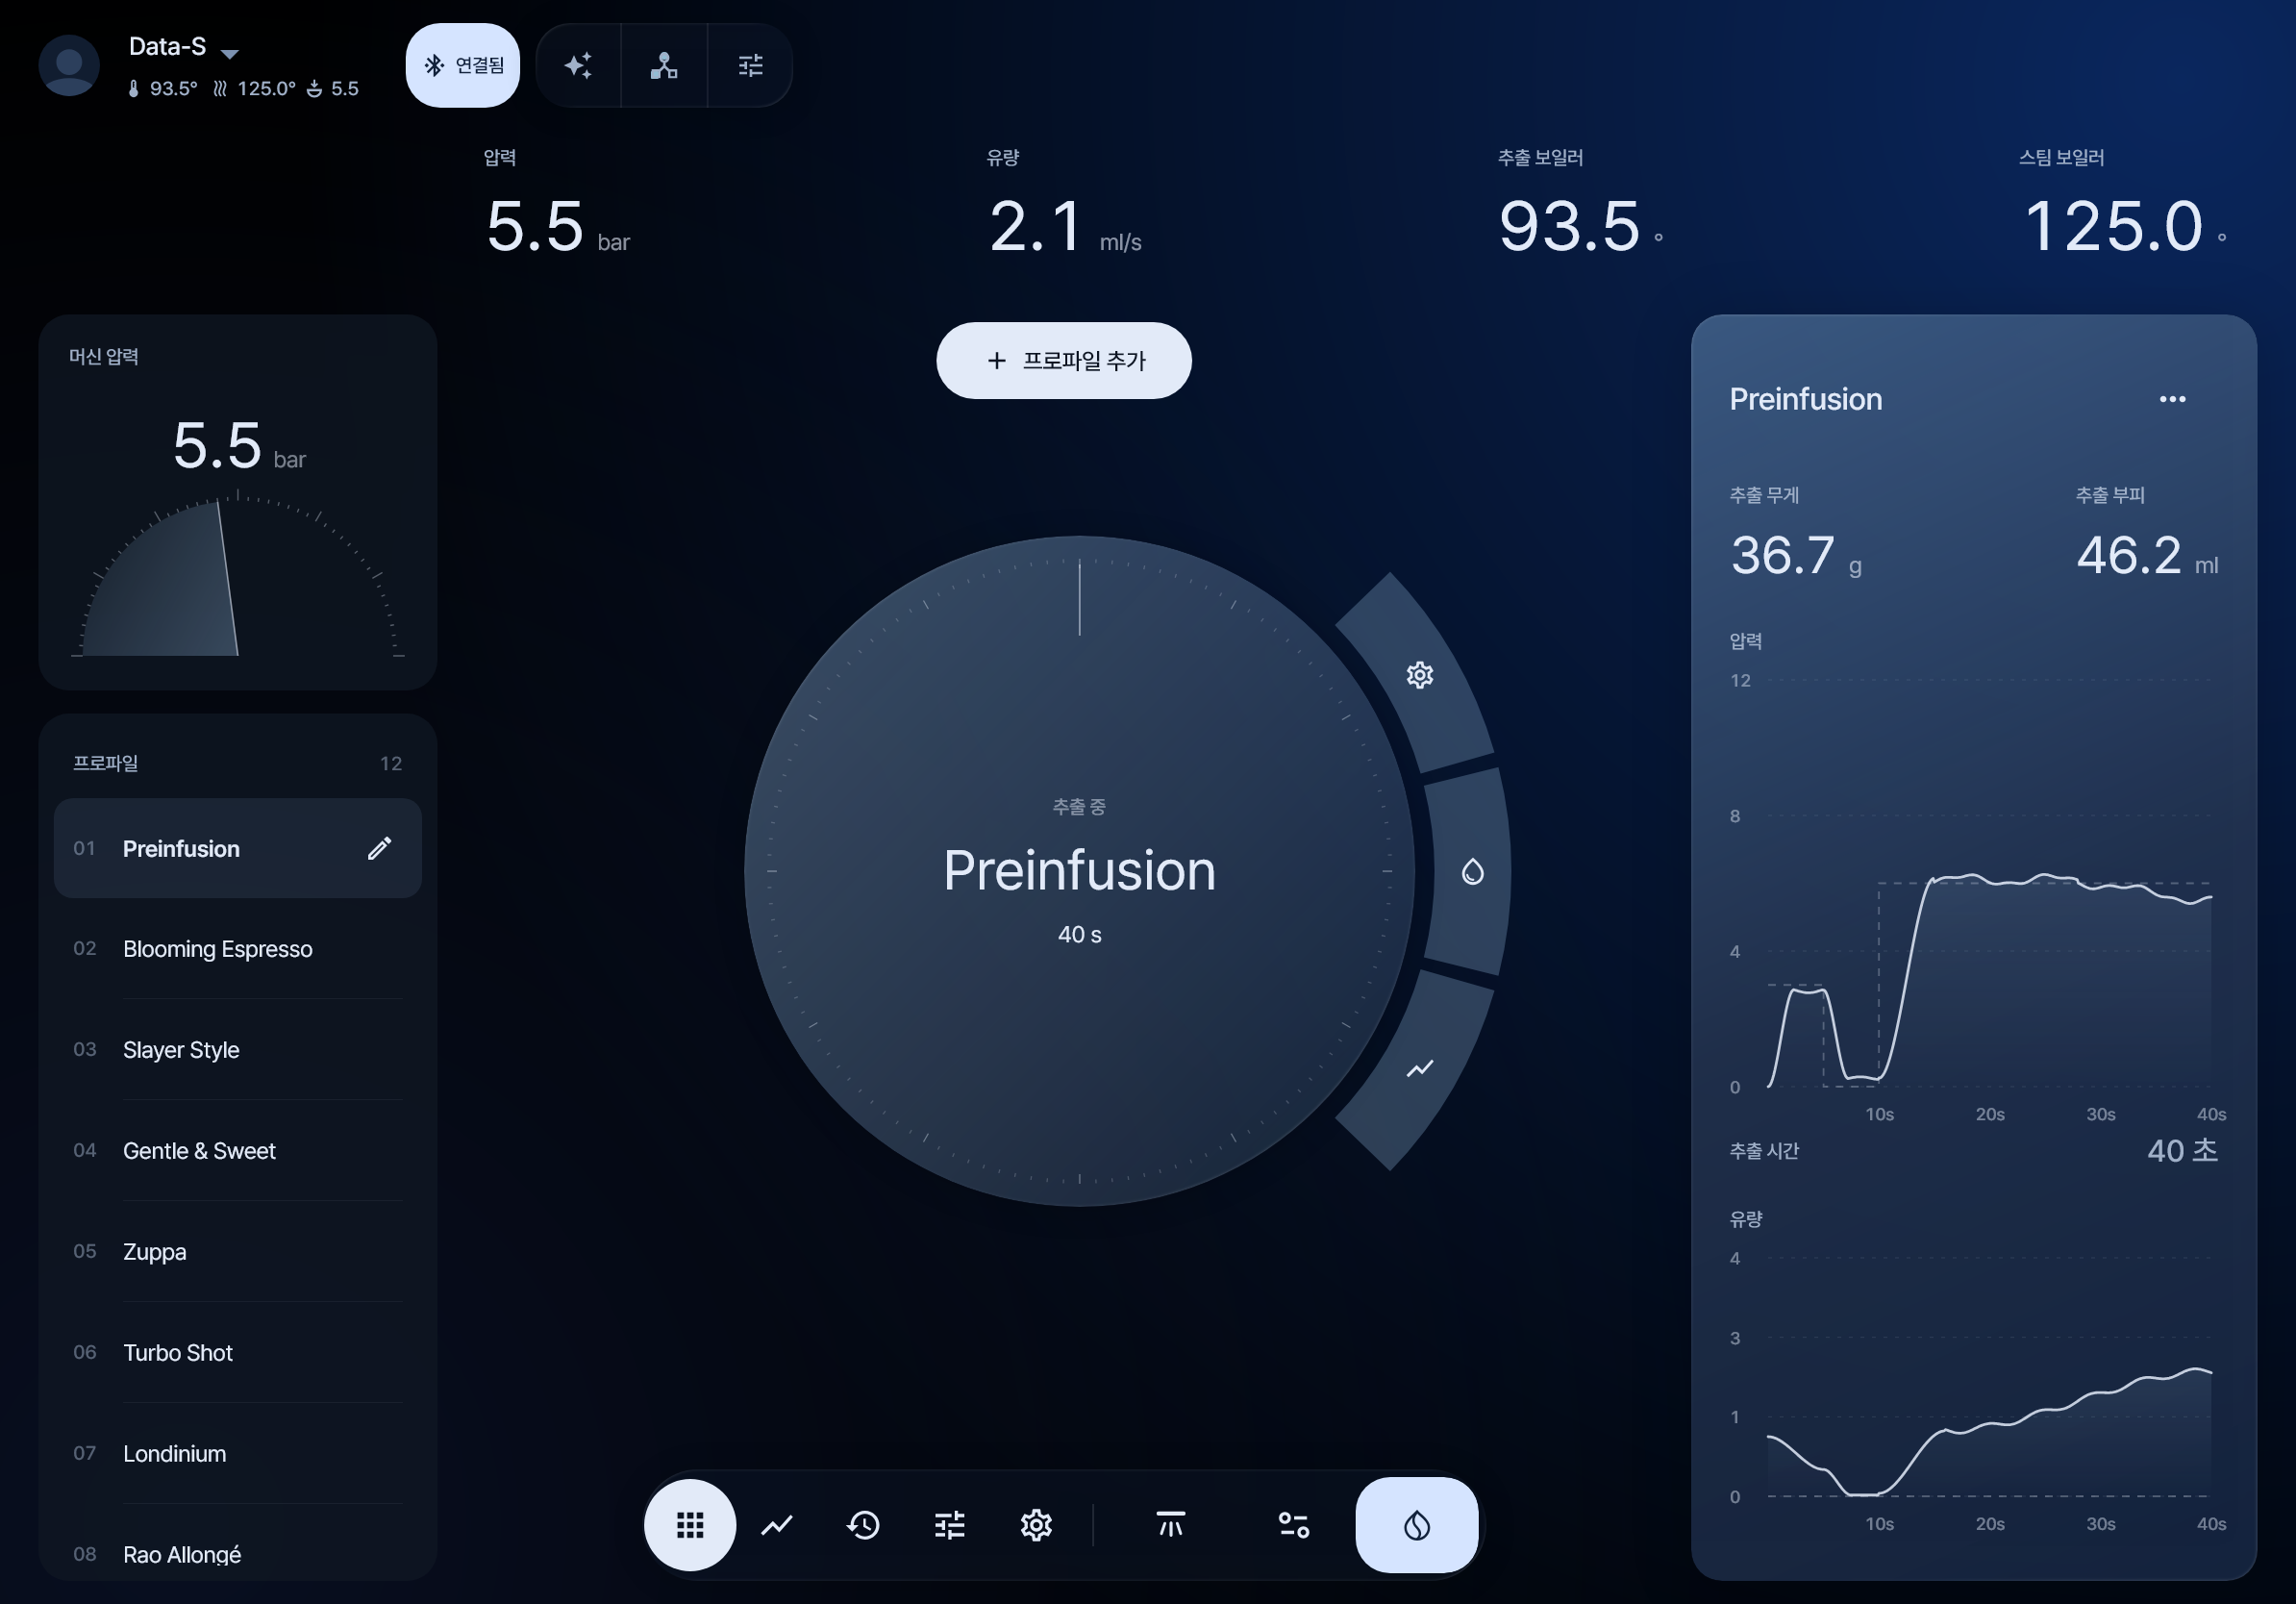 Data-S
93.5° 125.0° 5.5
연결됨
압력
5.5 bar
유량
2.1 ml/s
추출 보일러
93.5 °
스팀 보일러
125.0 °
머신 압력
5.5 bar
프로파일 12
01 Preinfusion
02 Blooming Espresso
03 Slayer Style
04 Gentle & Sweet
05 Zuppa
06 Turbo Shot
07 Londinium
08 Rao Allongé
+ 프로파일 추가
추출 중
Preinfusion
40 s
Preinfusion
추출 무게
36.7 g
추출 부피
46.2 ml
압력
12
8
4
0
10s 20s 30s 40s
추출 시간 40 초
유량
4
3
1
0
10s 20s 30s 40s